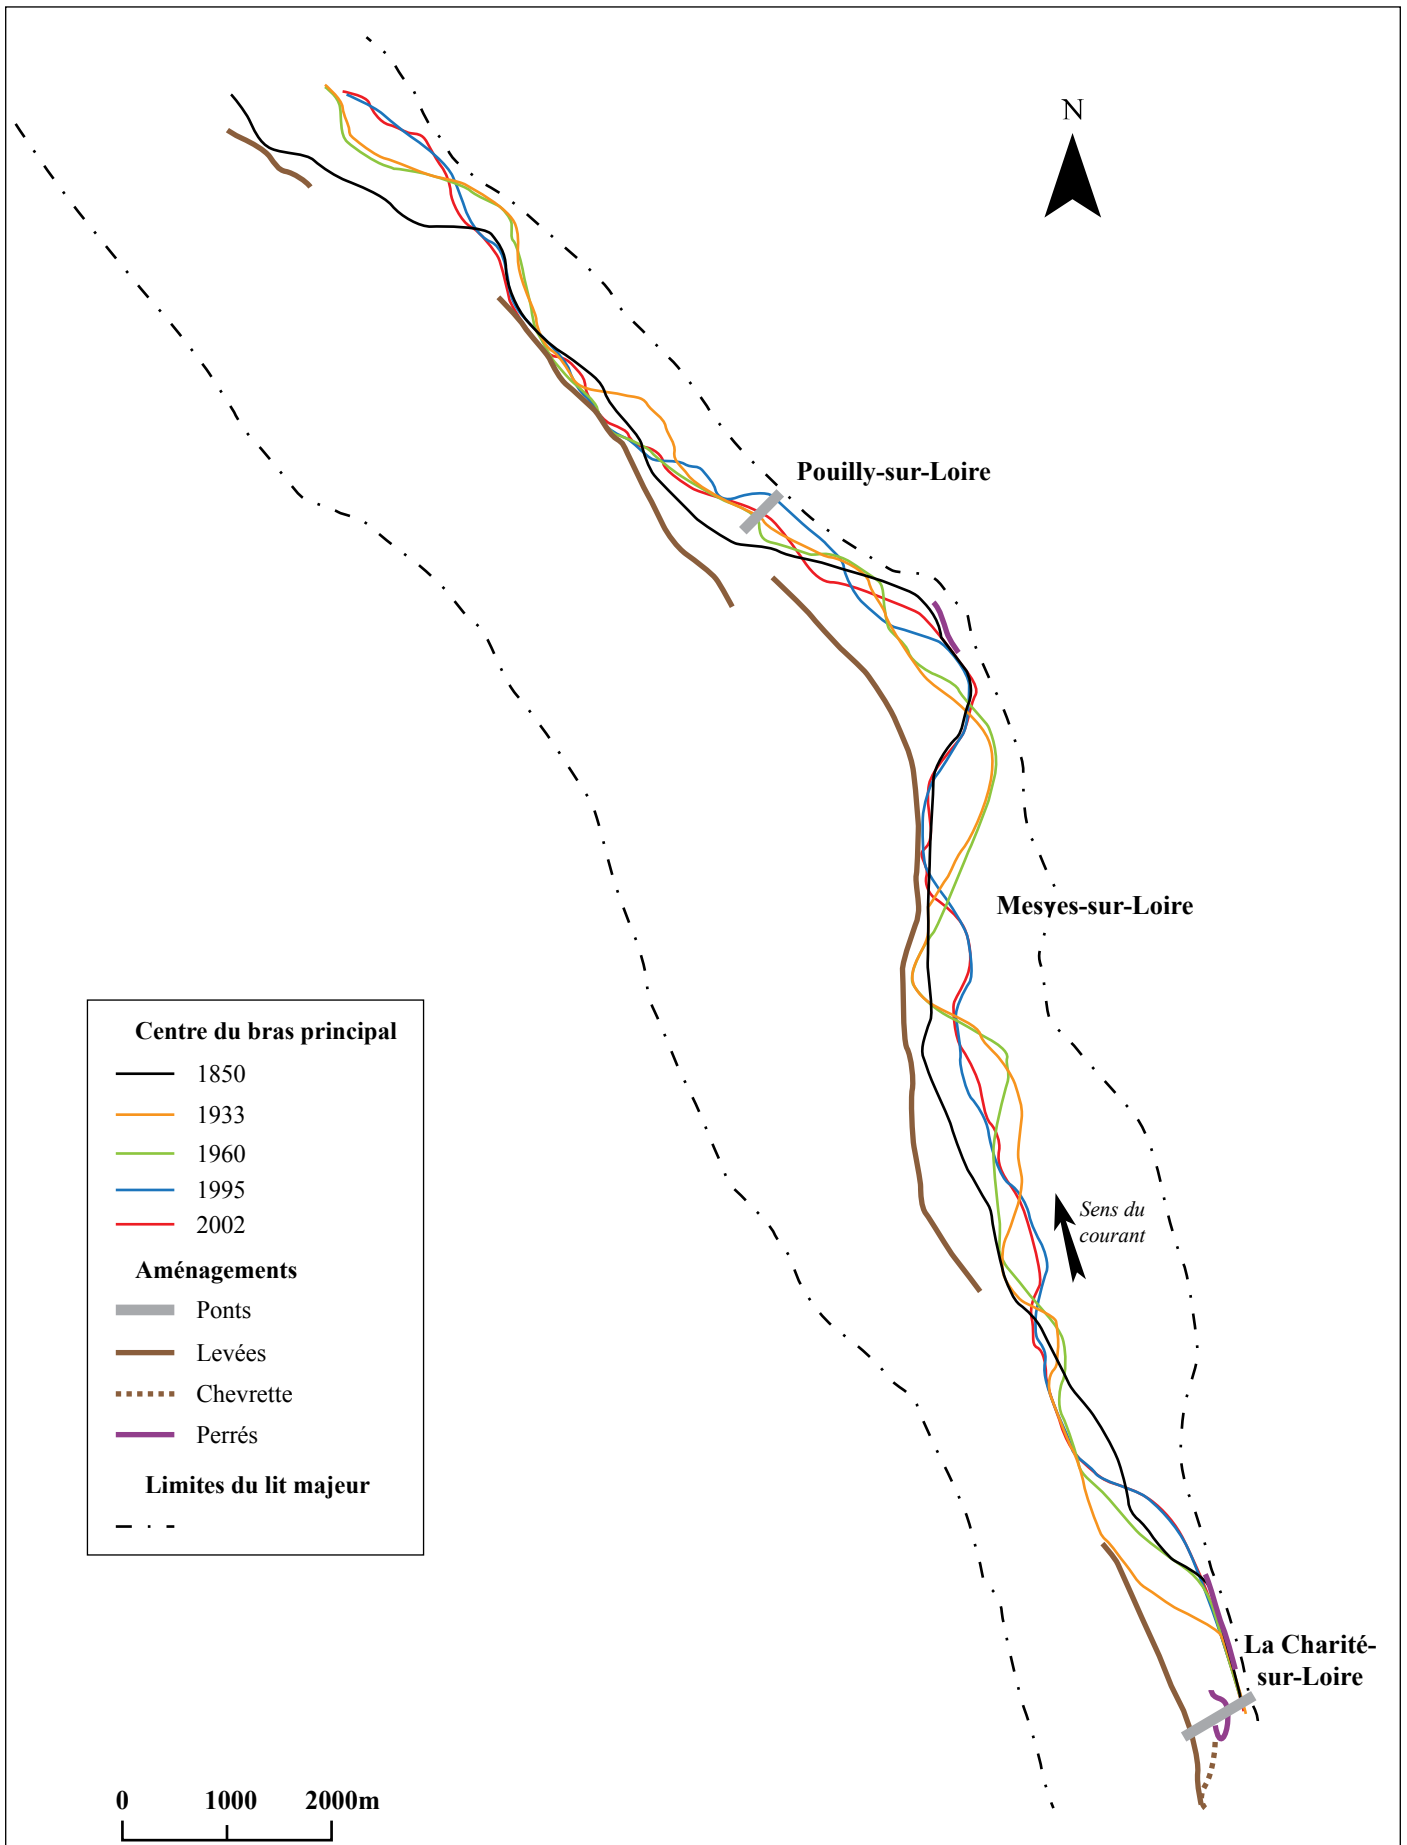 N
Pouilly-sur-Loire
Mesves-sur-Loire
Centre du bras principal
1850
1933
1960
1995
2002
Aménagements
Ponts
Levées
Chevrette
Perrés
Limites du lit majeur
Sens du
courant
La Charité-
sur-Loire
0 1000 2000m